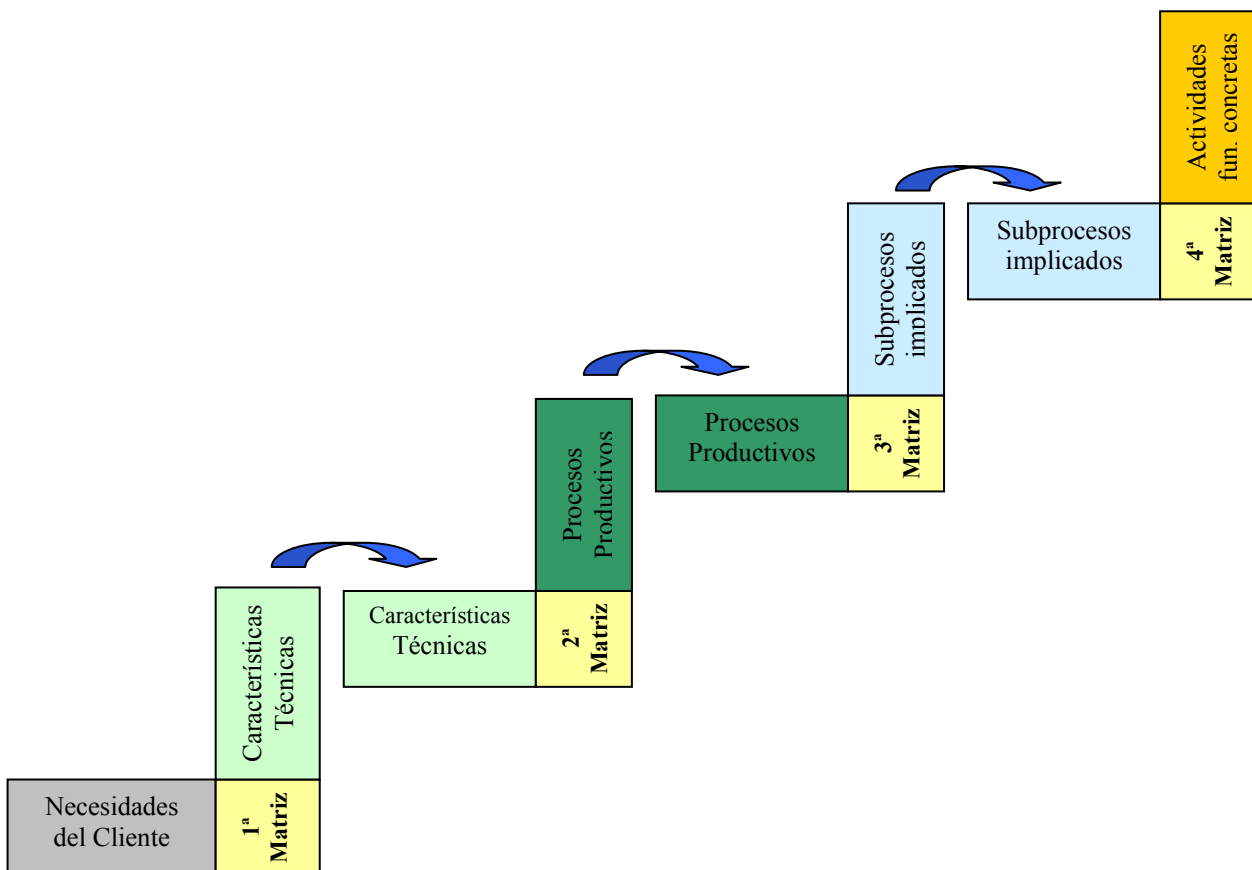 Actividades
fun. concretas
Subprocesos
implicados
4ª
Matriz
Subprocesos
implicados
Procesos
Productivos
3ª
Matriz
Procesos
Productivos
Características
Técnicas
2ª
Matriz
Características
Técnicas
Necesidades
del Cliente
1ª
Matriz